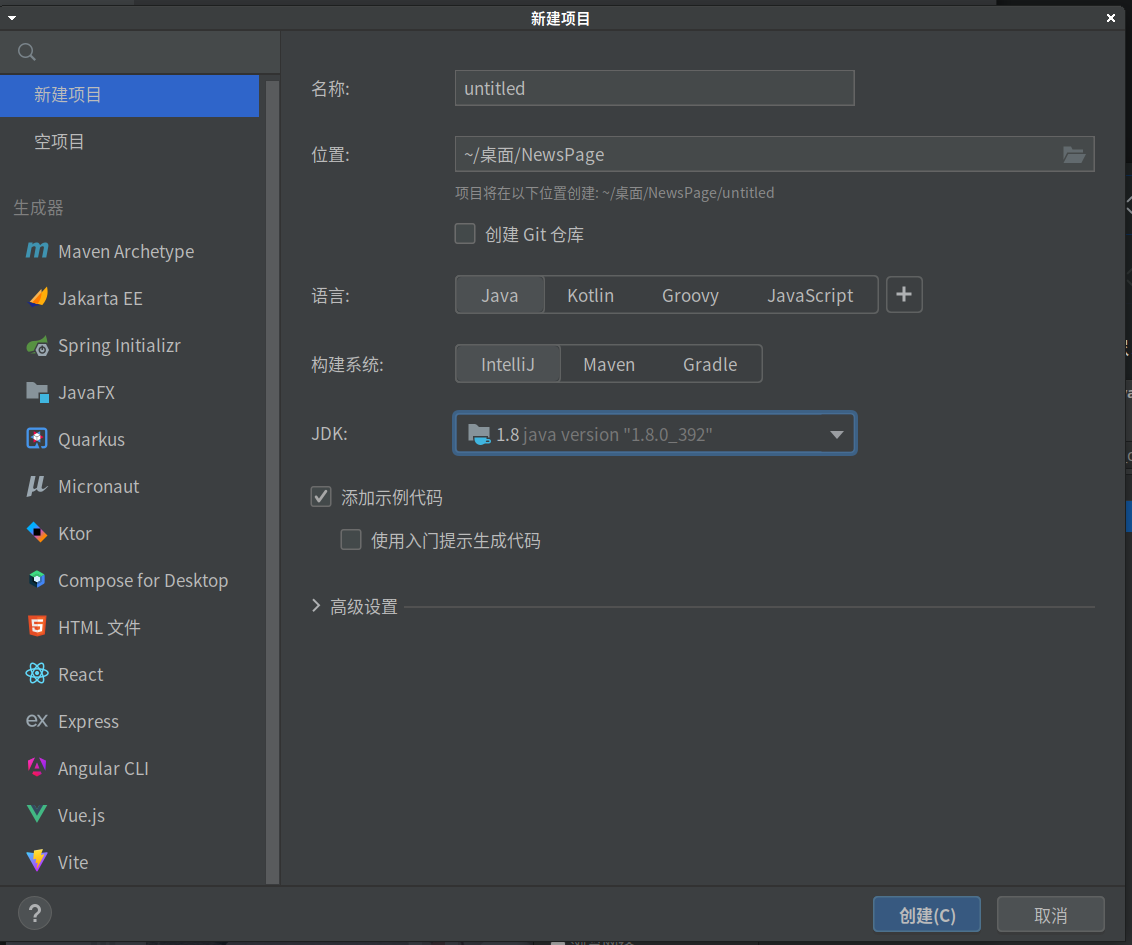 新建项目
新建项目
空项目
生成器
Maven Archetype
Jakarta EE
Spring Initializr
JavaFX
Quarkus
Micronaut
Ktor
Compose for Desktop
HTML 文件
React
Express
Angular CLI
Vue.js
Vite
名称:
untitled
位置:
~/桌面/NewsPage
项目将在以下位置创建: ~/桌面/NewsPage/untitled
创建 Git 仓库
语言:
Java Kotlin Groovy JavaScript +
构建系统:
IntelliJ Maven Gradle
JDK:
1.8 java version "1.8.0_392"
添加示例代码
使用入门提示生成代码
高级设置
?
创建(C)
取消